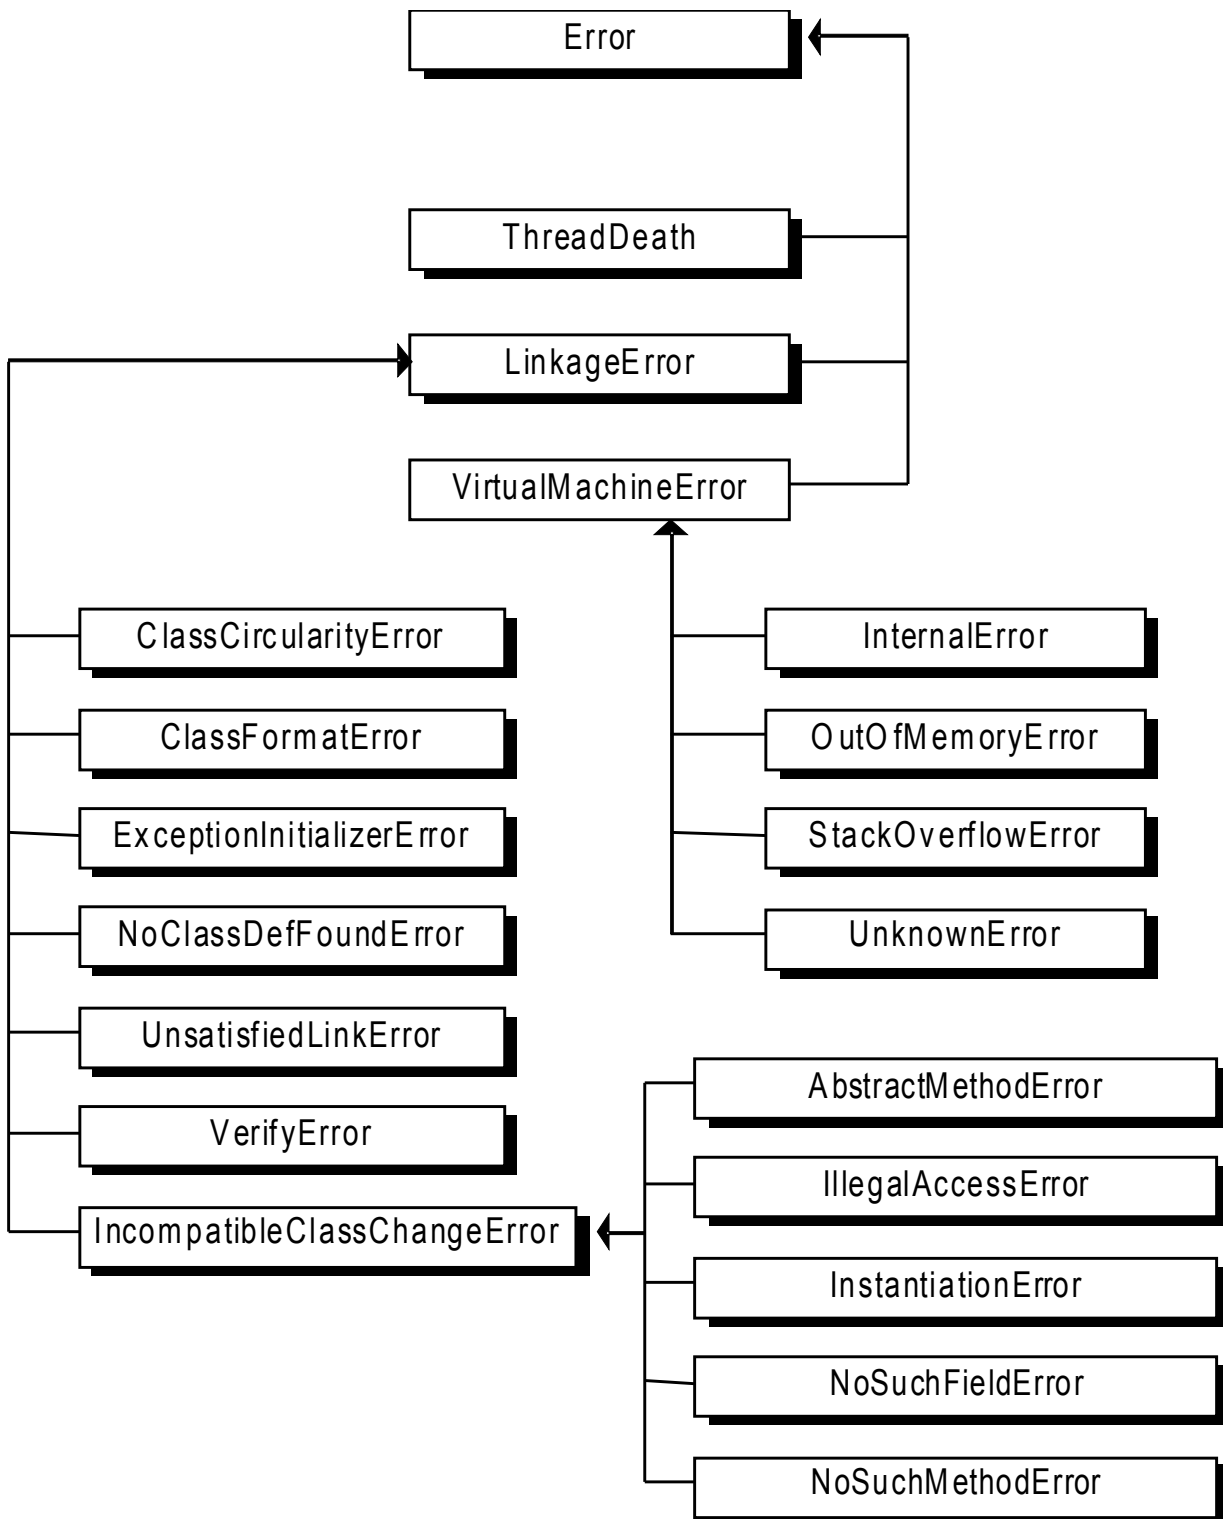 Error
ThreadDeath
LinkageError
VirtualMachineError
ClassCircularityError
ClassFormatError
ExceptionInitializerError
NoClassDefFoundError
UnsatisfiedLinkError
VerifyError
IncompatibleClassChangeError
InternalError
OutOfMemoryError
StackOverflowError
UnknownError
AbstractMethodError
IllegalAccessError
InstantiationError
NoSuchFieldError
NoSuchMethodError